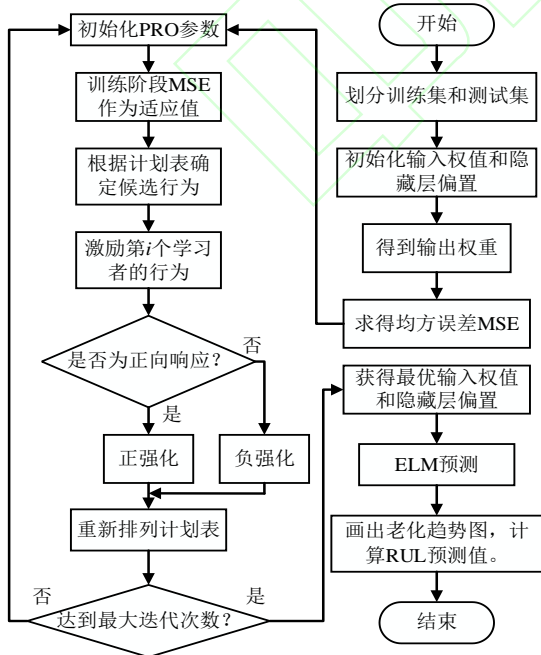 初始化PRO参数
训练阶段MSE
作为适应值
根据计划表确
定候选行为
激励第i个学习
者的行为
是否为正向响应?
否
是
正强化
负强化
重新排列计划表
否
是
达到最大迭代次数?
开始
划分训练集和测试集
初始化输入权值和隐
藏层偏置
得到输出权重
求得均方误差MSE
获得最优输入权值
和隐藏层偏置
ELM预测
画出老化趋势图，计
算RUL预测值。
结束